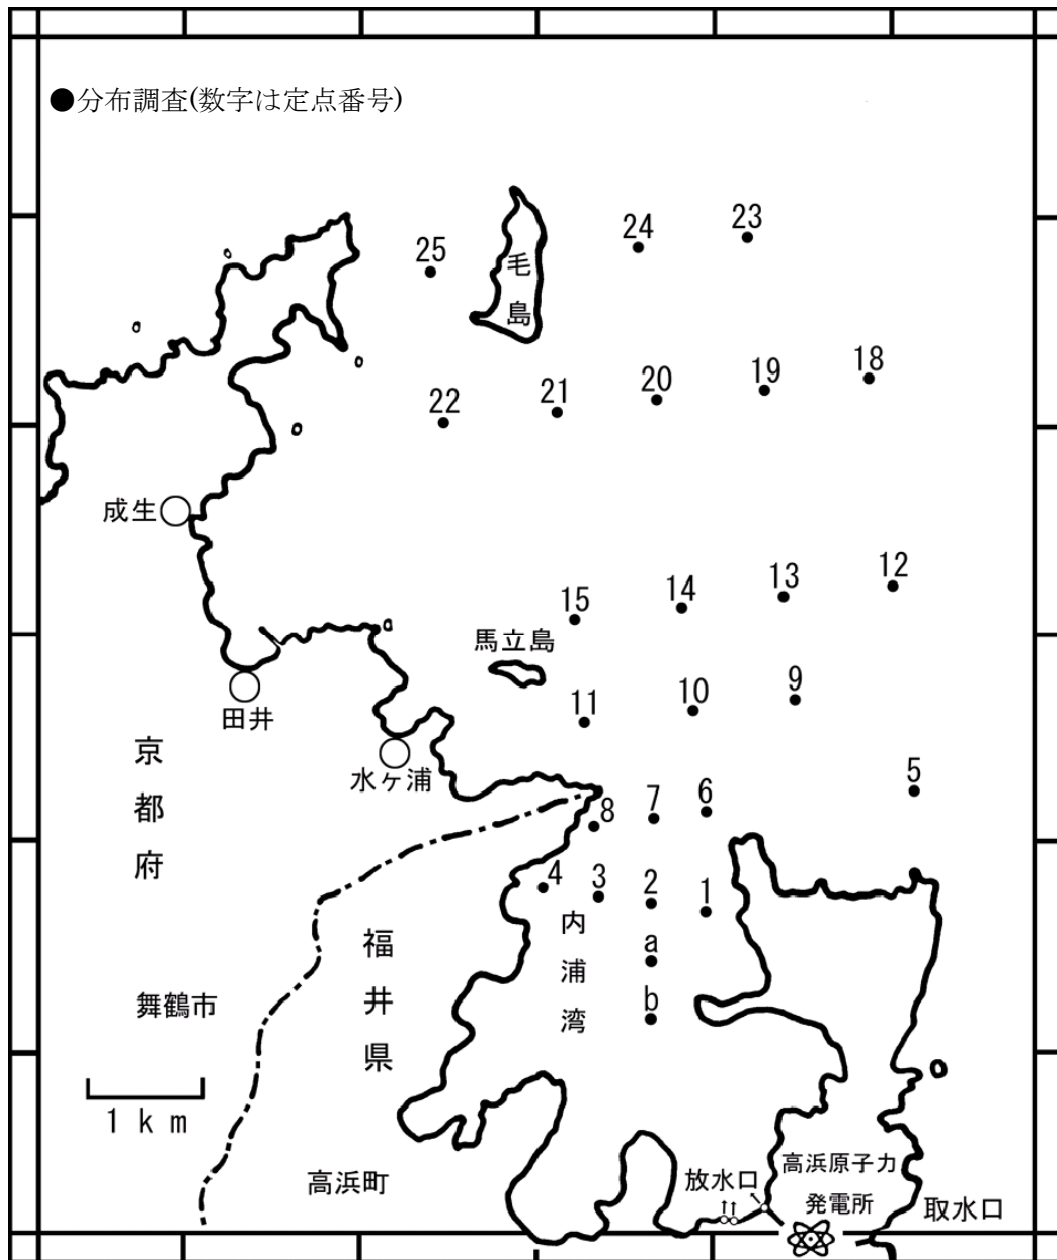 ●分布調査(数字は定点番号)
23
24
25
毛島
18
19
20
21
22
成生
12
13
14
15
馬立島
9
10
11
田井
水ヶ浦
京都府
5
6
7
8
4
3
2
1
内浦湾
a
b
福井県
舞鶴市
1km
高浜町
放水口
高浜原子力
発電所
取水口